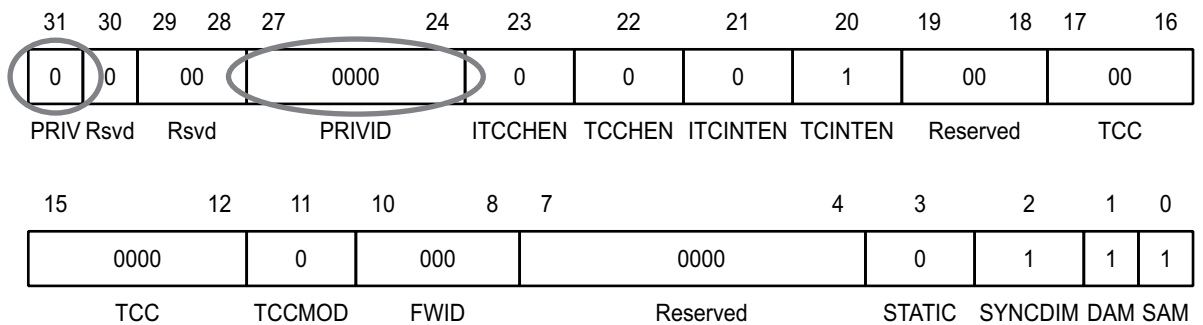 31 30 29 28 27 24 23 22 21 20 19 18 17 16
0 0 00 0000 0 0 0 1 00 00
PRIV Rsvd Rsvd PRIVID ITCCHEN TCCHEN ITCINTEN TCINTEN Reserved TCC
15 12 11 10 8 7 4 3 2 1 0
0000 0 000 0000 0 1 1 1
TCC TCCMOD FWID Reserved STATIC SYNCDIM DAM SAM